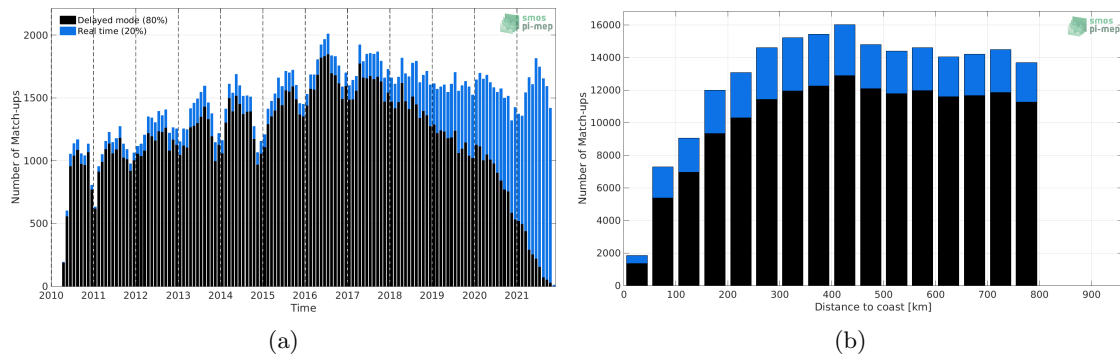 Delayed mode (80%)
Real time (20%)
smos
pi-mep
Number of Match-ups
2000
1500
1000
500
0
2010 2011 2012 2013 2014 2015 2016 2017 2018 2019 2020 2021
Time
(a)
smos
pi-mep
Number of Match-ups
16000
14000
12000
10000
8000
6000
4000
2000
0
0 100 200 300 400 500 600 700 800 900
Distance to coast [km]
(b)